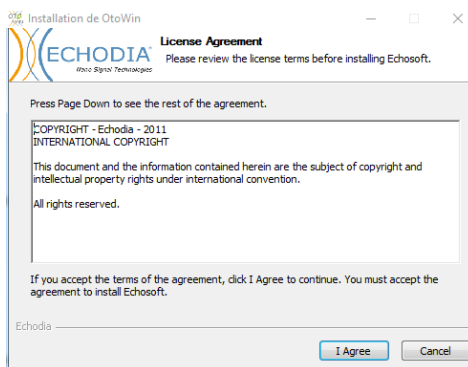 Installation de OtoWin
ECHODIA
License Agreement
Please review the license terms before installing Echosoft.
Press Page Down to see the rest of the agreement.
COPYRIGHT - Echodia - 2011
INTERNATIONAL COPYRIGHT
This document and the information contained herein are the subject of copyright and
intellectual property rights under international convention.
All rights reserved.
If you accept the terms of the agreement, click I Agree to continue. You must accept the
agreement to install Echosoft.
Echodia
I Agree
Cancel